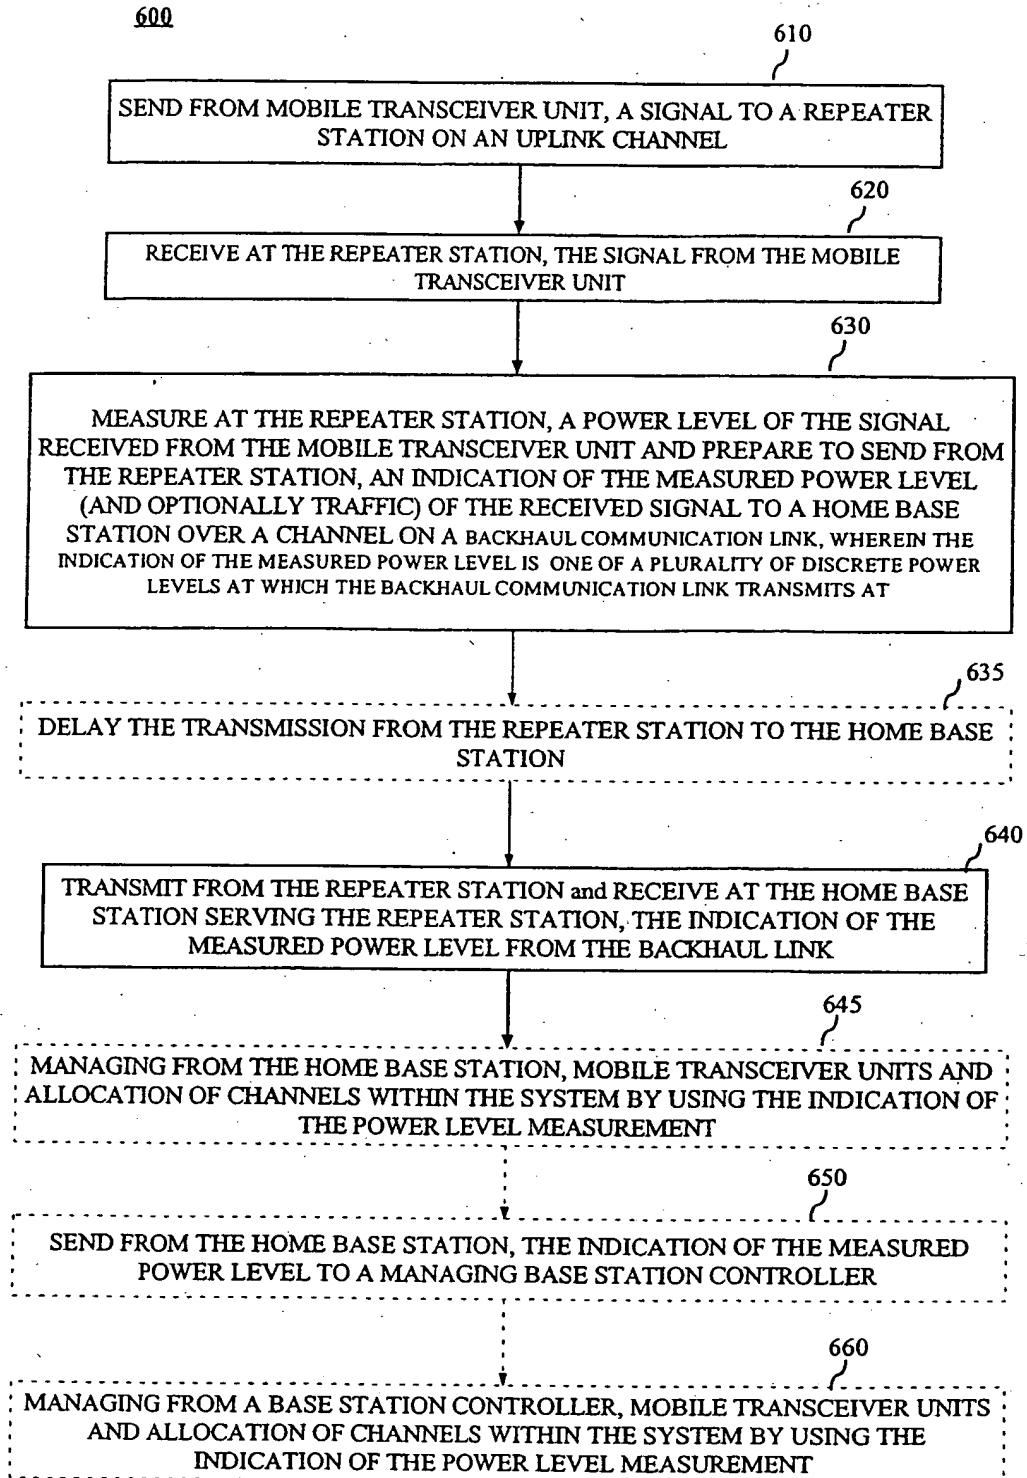 600
610
SEND FROM MOBILE TRANSCEIVER UNIT, A SIGNAL TO A REPEATER
STATION ON AN UPLINK CHANNEL
620
RECEIVE AT THE REPEATER STATION, THE SIGNAL FROM THE MOBILE
TRANSCEIVER UNIT
630
MEASURE AT THE REPEATER STATION, A POWER LEVEL OF THE SIGNAL
RECEIVED FROM THE MOBILE TRANSCEIVER UNIT AND PREPARE TO SEND FROM
THE REPEATER STATION, AN INDICATION OF THE MEASURED POWER LEVEL
(AND OPTIONALLY TRAFFIC) OF THE RECEIVED SIGNAL TO A HOME BASE
STATION OVER A CHANNEL ON A BACKHAUL COMMUNICATION LINK, WHEREIN THE
INDICATION OF THE MEASURED POWER LEVEL IS ONE OF A PLURALITY OF DISCRETE POWER
LEVELS AT WHICH THE BACKHAUL COMMUNICATION LINK TRANSMITS AT
635
DELAY THE TRANSMISSION FROM THE REPEATER STATION TO THE HOME BASE
STATION
640
TRANSMIT FROM THE REPEATER STATION and RECEIVE AT THE HOME BASE
STATION SERVING THE REPEATER STATION, THE INDICATION OF THE
MEASURED POWER LEVEL FROM THE BACKHAUL LINK
645
MANAGING FROM THE HOME BASE STATION, MOBILE TRANSCEIVER UNITS AND
ALLOCATION OF CHANNELS WITHIN THE SYSTEM BY USING THE INDICATION OF
THE POWER LEVEL MEASUREMENT
650
SEND FROM THE HOME BASE STATION, THE INDICATION OF THE MEASURED
POWER LEVEL TO A MANAGING BASE STATION CONTROLLER
660
MANAGING FROM A BASE STATION CONTROLLER, MOBILE TRANSCEIVER UNITS
AND ALLOCATION OF CHANNELS WITHIN THE SYSTEM BY USING THE
INDICATION OF THE POWER LEVEL MEASUREMENT